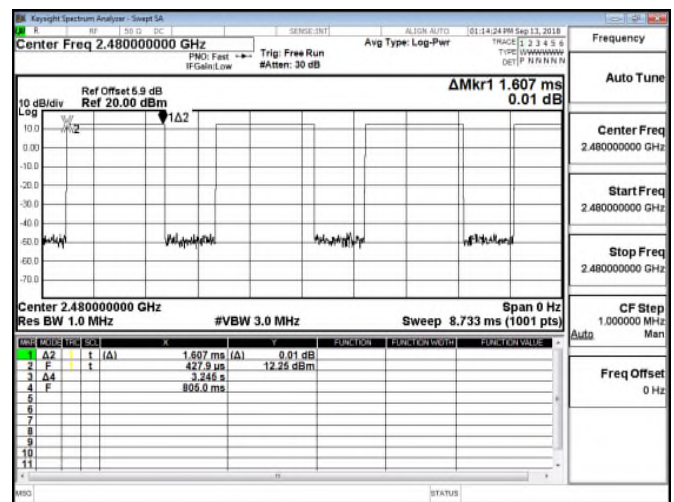 Keysight Spectrum Analyzer - Swept SA
R RF 50 Ω DC SENSE:INT ALIGN AUTO 01:14:24 PM Sep 13, 2018
Center Freq 2.480000000 GHz
PNO: Fast
IFGain:Low
Trig: Free Run
#Atten: 30 dB
Avg Type: Log-Pwr
TRACE 1 2 3 4 5 6
TYPE WWWWWW
DET P N N N N N
ΔMkr1 1.607 ms
0.01 dB
Ref Offset 5.9 dB
10 dB/div Ref 20.00 dBm
Log
1Δ2
10.0
X2
0.00
-10.0
-20.0
-30.0
-40.0
-50.0
-60.0
-70.0
Center 2.480000000 GHz Span 0 Hz
Res BW 1.0 MHz #VBW 3.0 MHz Sweep 8.733 ms (1001 pts)
MKR MODE TRC SCL X Y FUNCTION FUNCTION WIDTH FUNCTION VALUE
1 Δ2 1 t (Δ) 1.607 ms (Δ) 0.01 dB
2 F 1 t 427.9 µs 12.25 dBm
3 Δ4 3.246 s
4 F 805.0 ms
5
6
7
8
9
10
11
MSG STATUS
Frequency
Auto Tune
Center Freq
2.480000000 GHz
Start Freq
2.480000000 GHz
Stop Freq
2.480000000 GHz
CF Step
1.000000 MHz
Auto Man
Freq Offset
0 Hz